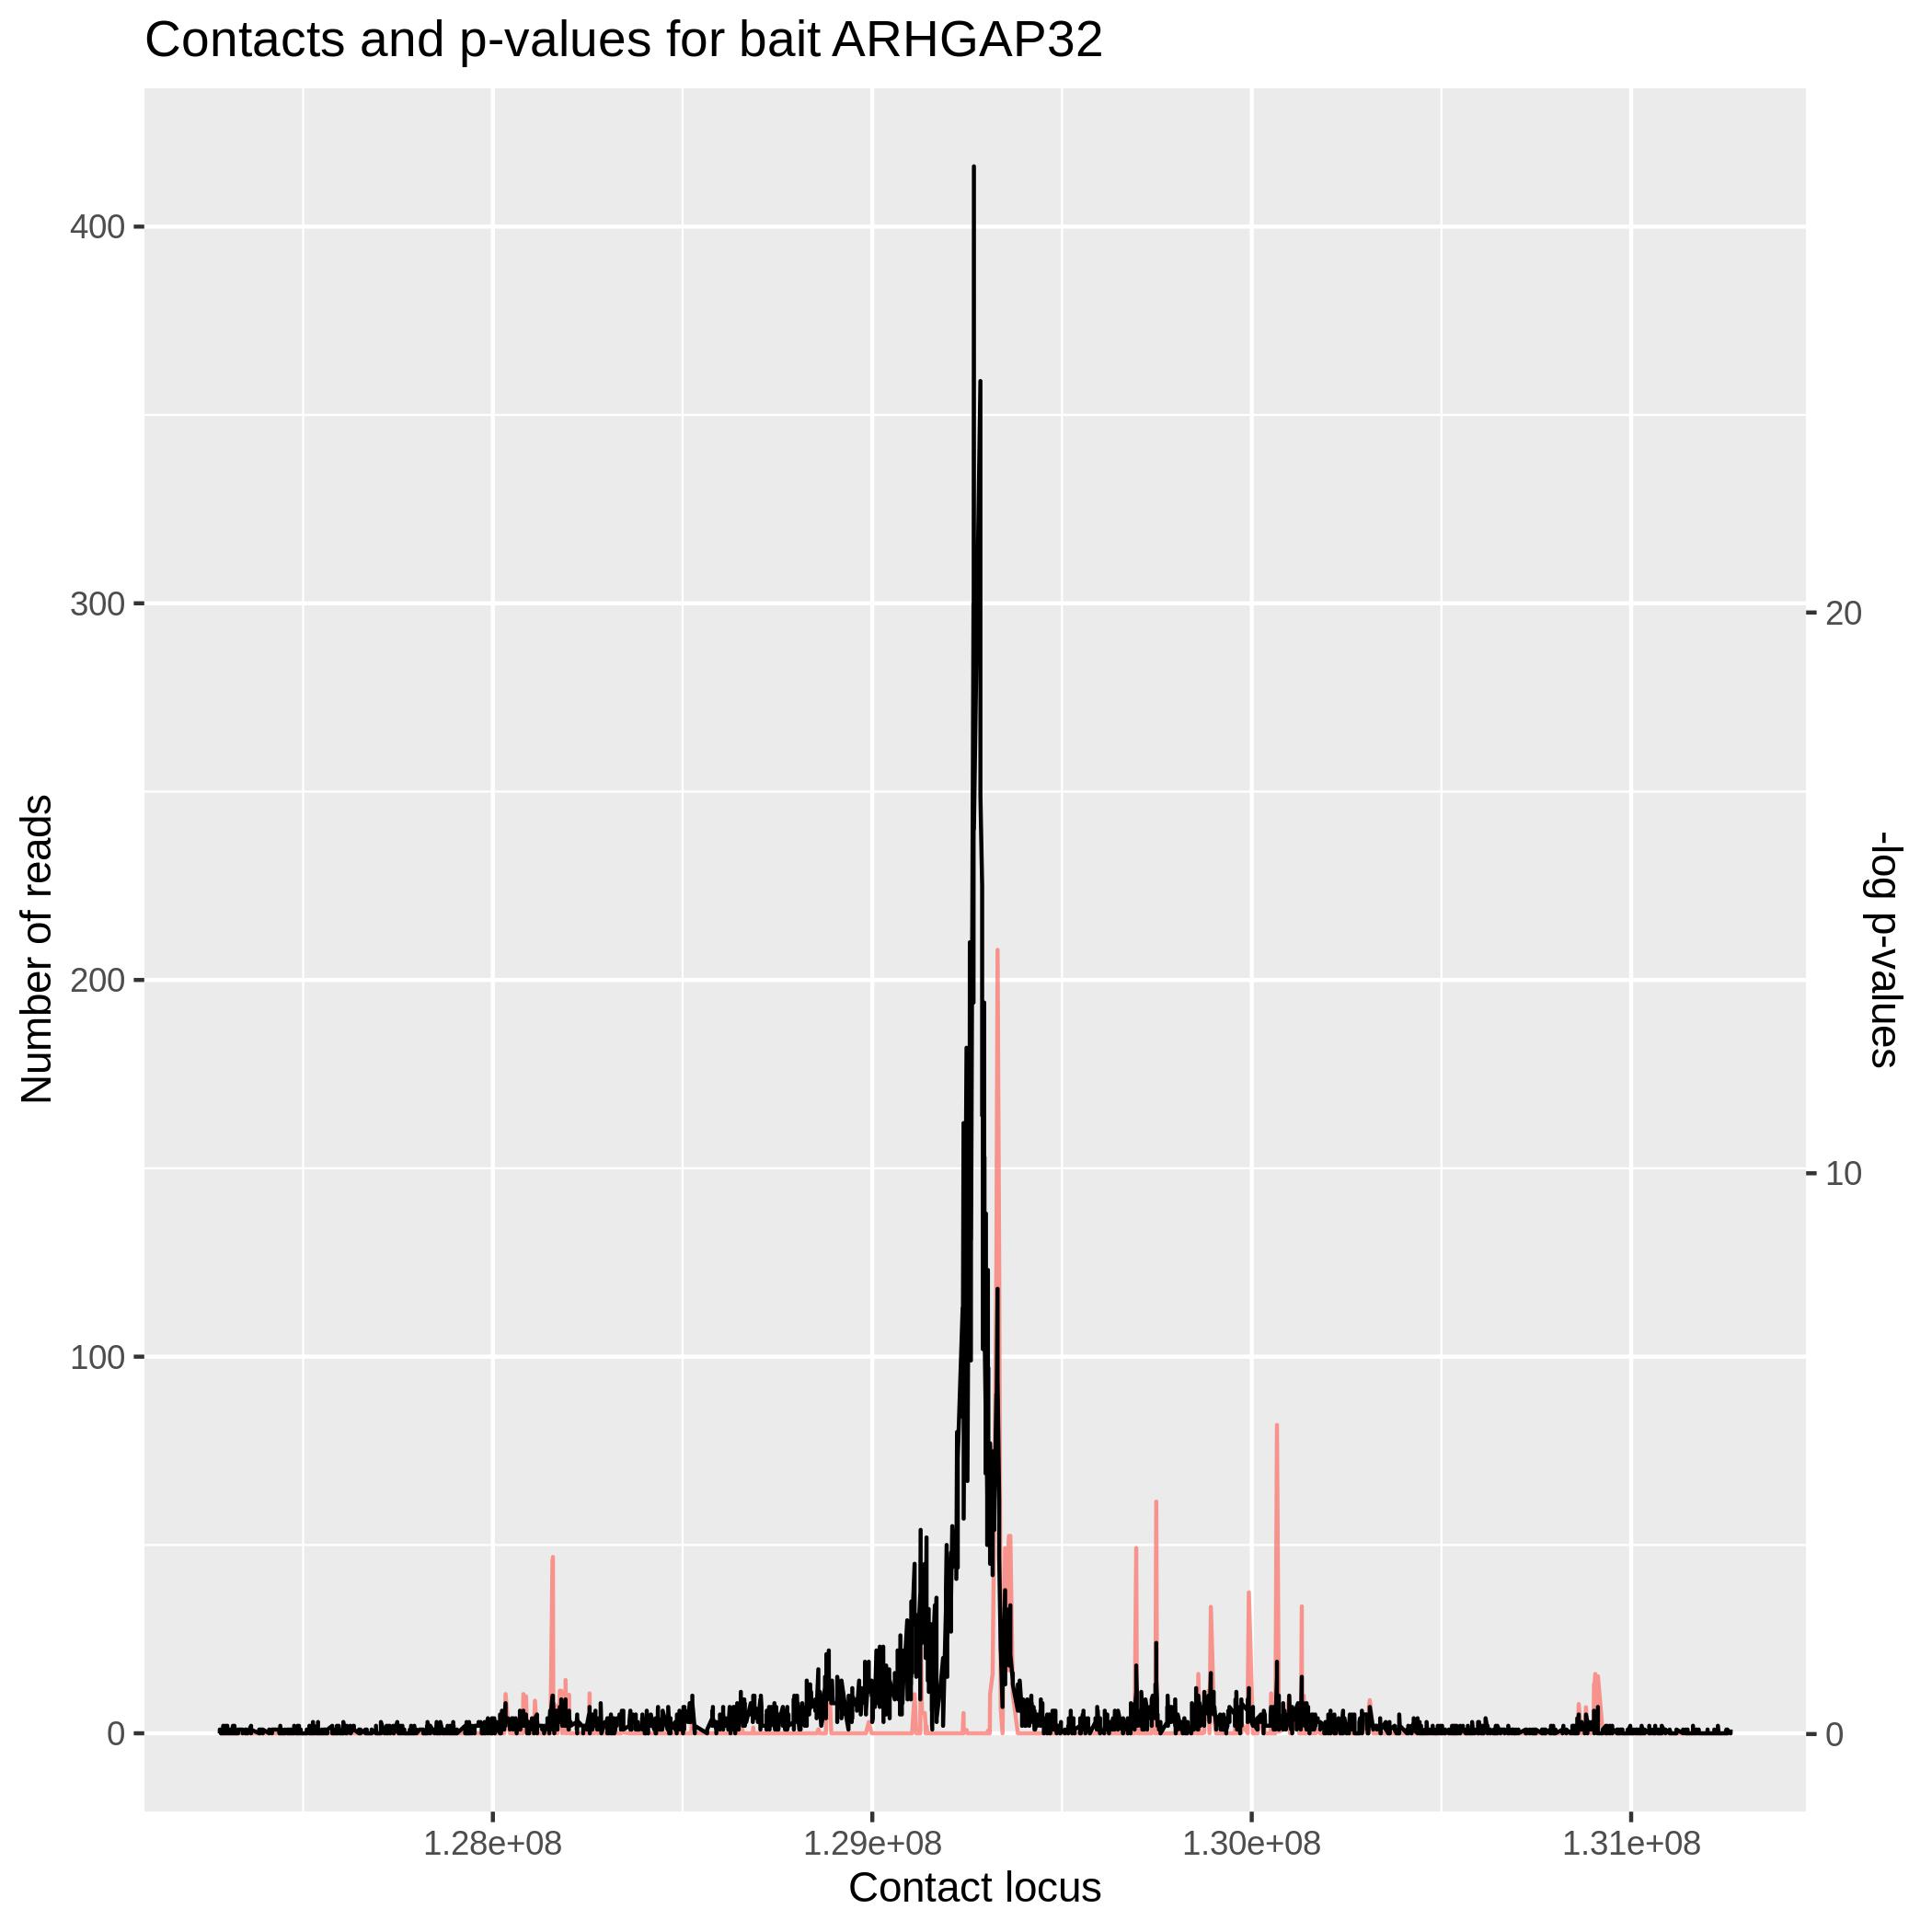 Contacts and p-values for bait ARHGAP32
400
300
200
100
0
Number of reads
20
10
0
-log p-values
1.28e+08
1.29e+08
1.30e+08
1.31e+08
Contact locus